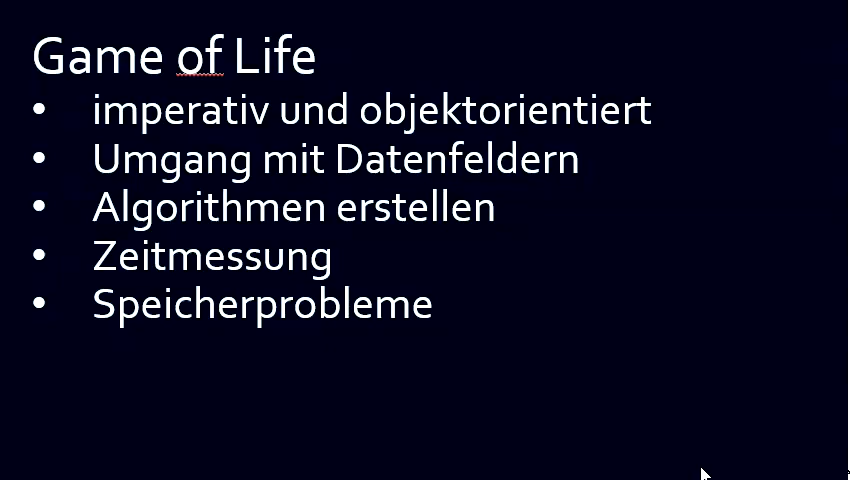 Game of Life
• imperativ und objektorientiert
• Umgang mit Datenfeldern
• Algorithmen erstellen
• Zeitmessung
• Speicherprobleme